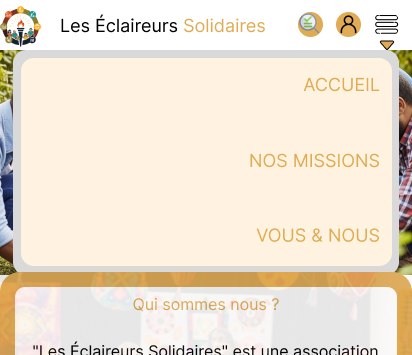 Les Éclaireurs Solidaires
ACCUEIL
NOS MISSIONS
VOUS & NOUS
Qui sommes nous ?
"Les Éclaireurs Solidaires" est une association